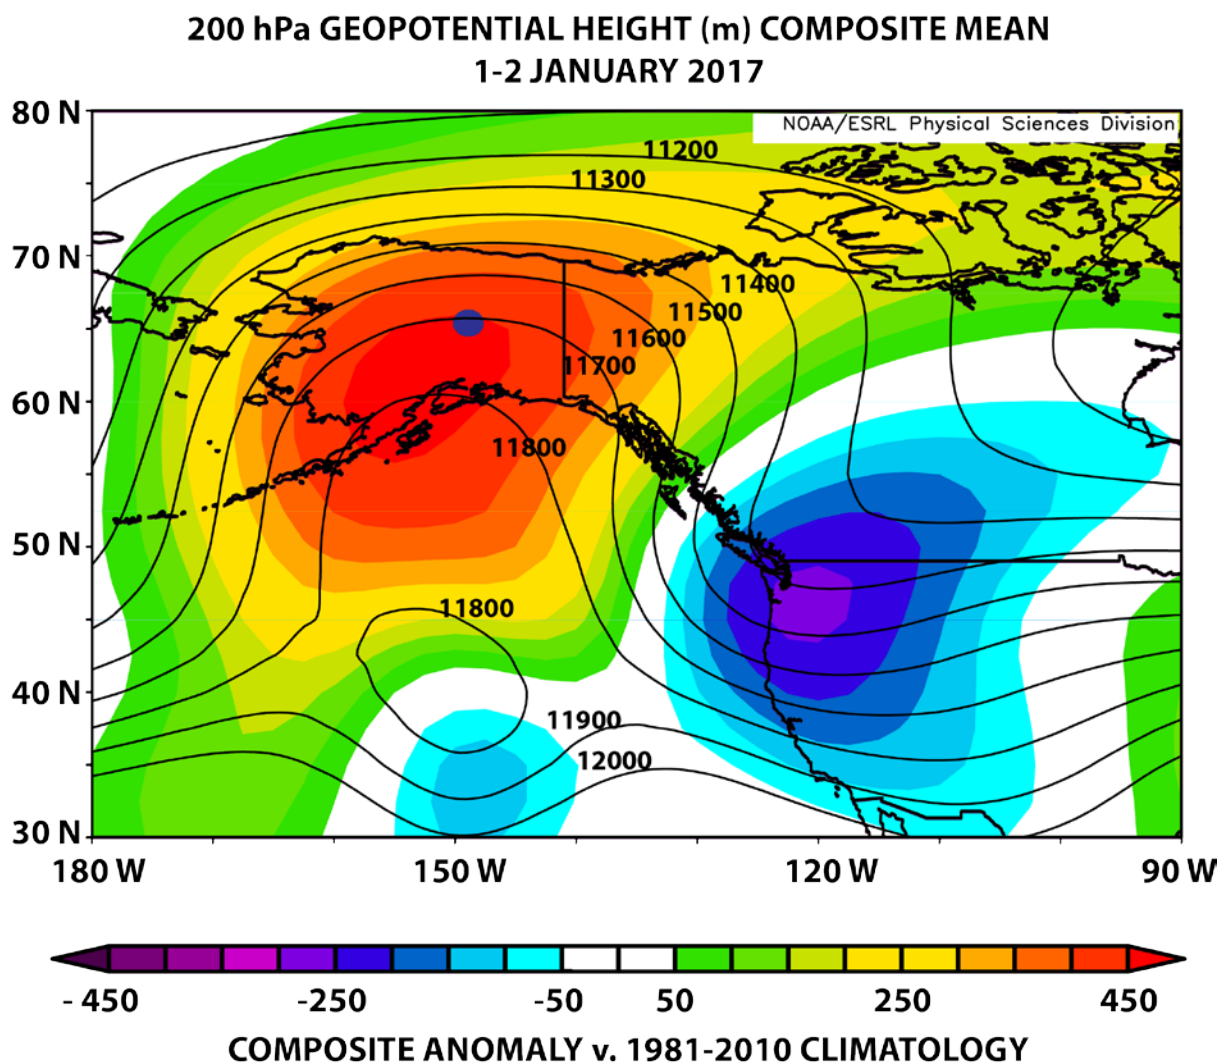 200 hPa GEOPOTENTIAL HEIGHT (m) COMPOSITE MEAN
1-2 JANUARY 2017
80 N
NOAA/ESRL Physical Sciences Division
11200
11300
70 N
11400
11500
11600
11700
60 N
11800
50 N
11800
40 N
11900
12000
30 N
180 W
150 W
120 W
90 W
- 450
-250
-50
50
250
450
COMPOSITE ANOMALY v. 1981-2010 CLIMATOLOGY